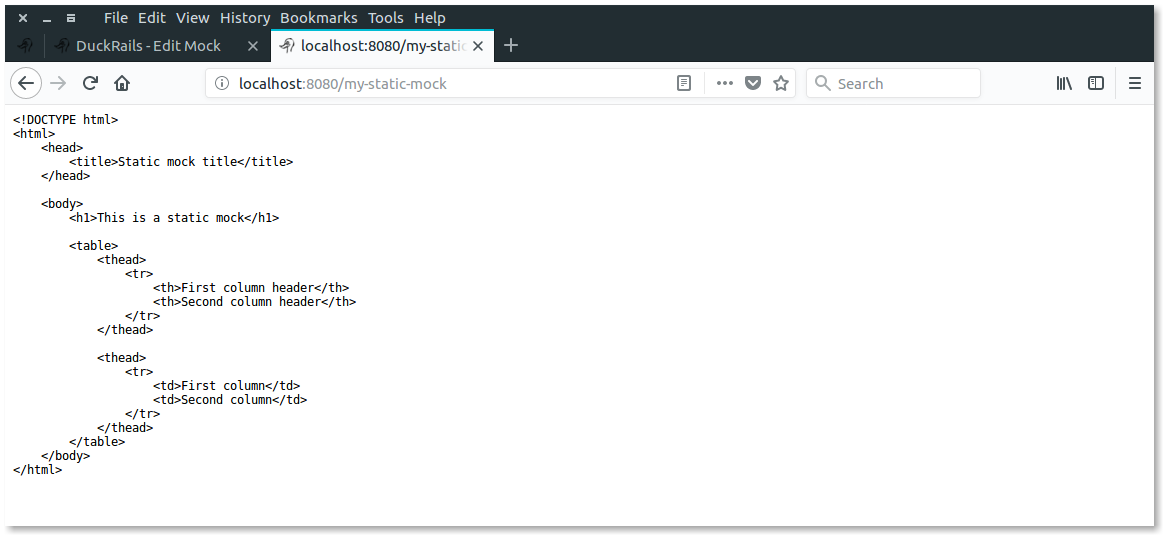 File Edit View History Bookmarks Tools Help
DuckRails - Edit Mock localhost:8080/my-static
localhost:8080/my-static-mock Search
<!DOCTYPE html>
<html>
    <head>
        <title>Static mock title</title>
    </head>

    <body>
        <h1>This is a static mock</h1>

        <table>
            <thead>
                <tr>
                    <th>First column header</th>
                    <th>Second column header</th>
                </tr>
            </thead>

            <thead>
                <tr>
                    <td>First column</td>
                    <td>Second column</td>
                </tr>
            </thead>
        </table>
    </body>
</html>